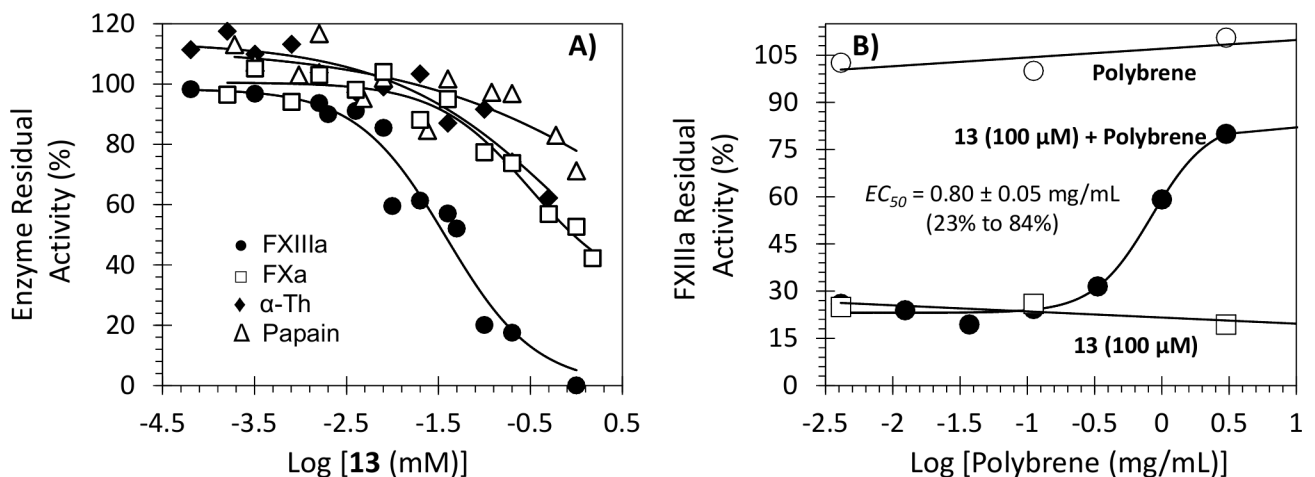 A)
Enzyme Residual
Activity (%)
120
100
80
60
40
20
0
FXIIIa
FXa
α-Th
Papain
-4.5
-3.5
-2.5
-1.5
-0.5
0.5
Log [13 (mM)]
B)
FXIIIa Residual
Activity (%)
105
90
75
60
45
30
15
0
Polybrene
13 (100 µM) + Polybrene
EC50 = 0.80 ± 0.05 mg/mL
(23% to 84%)
13 (100 µM)
-2.5
-2
-1.5
-1
-0.5
0
0.5
1
Log [Polybrene (mg/mL)]